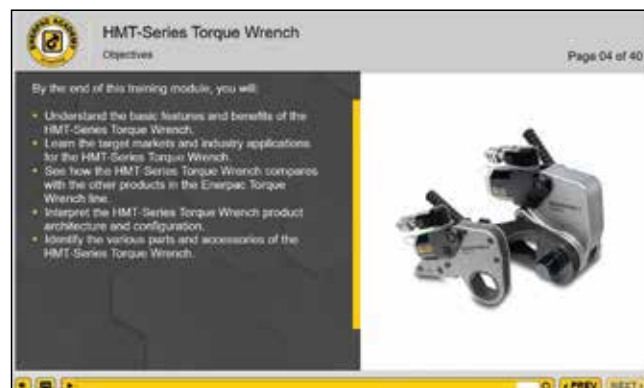 ENERPAC ACADEMY
HMT-Series Torque Wrench
Objectives
Page 04 of 40
By the end of this training module, you will:
• Understand the basic features and benefits of the
HMT-Series Torque Wrench.
• Learn the target markets and industry applications
for the HMT-Series Torque Wrench.
• See how the HMT-Series Torque Wrench compares
with the other products in the Enerpac Torque
Wrench line.
• Interpret the HMT-Series Torque Wrench product
architecture and configuration.
• Identify the various parts and accessories of the
HMT-Series Torque Wrench.
PREV
NEXT